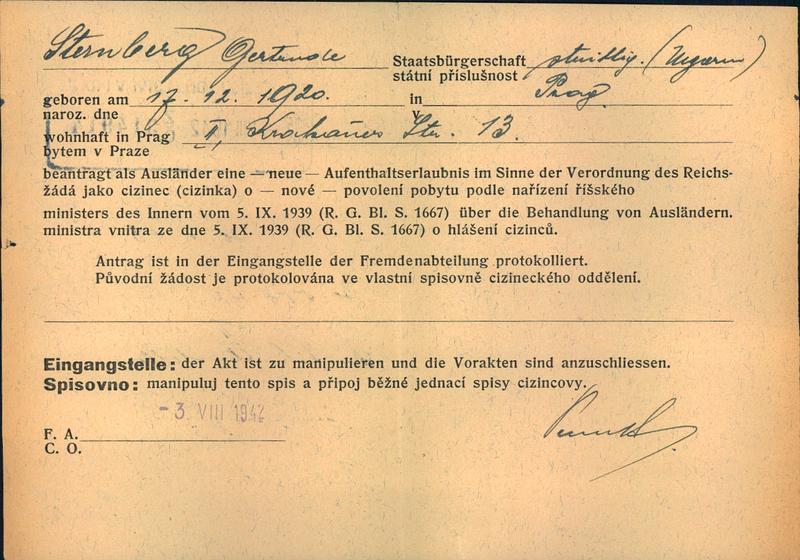 Sternberg Gertrude
Staatsbürgerschaft strittig. (Ungarn)
státní příslušnost
geboren am 17. 12. 1920. in Prag.
naroz. dne v
wohnhaft in Prag II, Krakauer Str. 13.
bytem v Praze
beantragt als Ausländer eine — neue — Aufenthaltserlaubnis im Sinne der Verordnung des Reichs-
žádá jako cizinec (cizinka) o — nové — povolení pobytu podle nařízení říšského
ministers des Innern vom 5. IX. 1939 (R. G. Bl. S. 1667) über die Behandlung von Ausländern.
ministra vnitra ze dne 5. IX. 1939 (R. G. Bl. S. 1667) o hlášení cizinců.
Antrag ist in der Eingangstelle der Fremdenabteilung protokolliert.
Původní žádost je protokolována ve vlastní spisovně cizineckého oddělení.
Eingangstelle: der Akt ist zu manipulieren und die Vorakten sind anzuschliessen.
Spisovno: manipuluj tento spis a připoj běžné jednací spisy cizincovy.
-3 VIII 1942
F. A.
C. O.